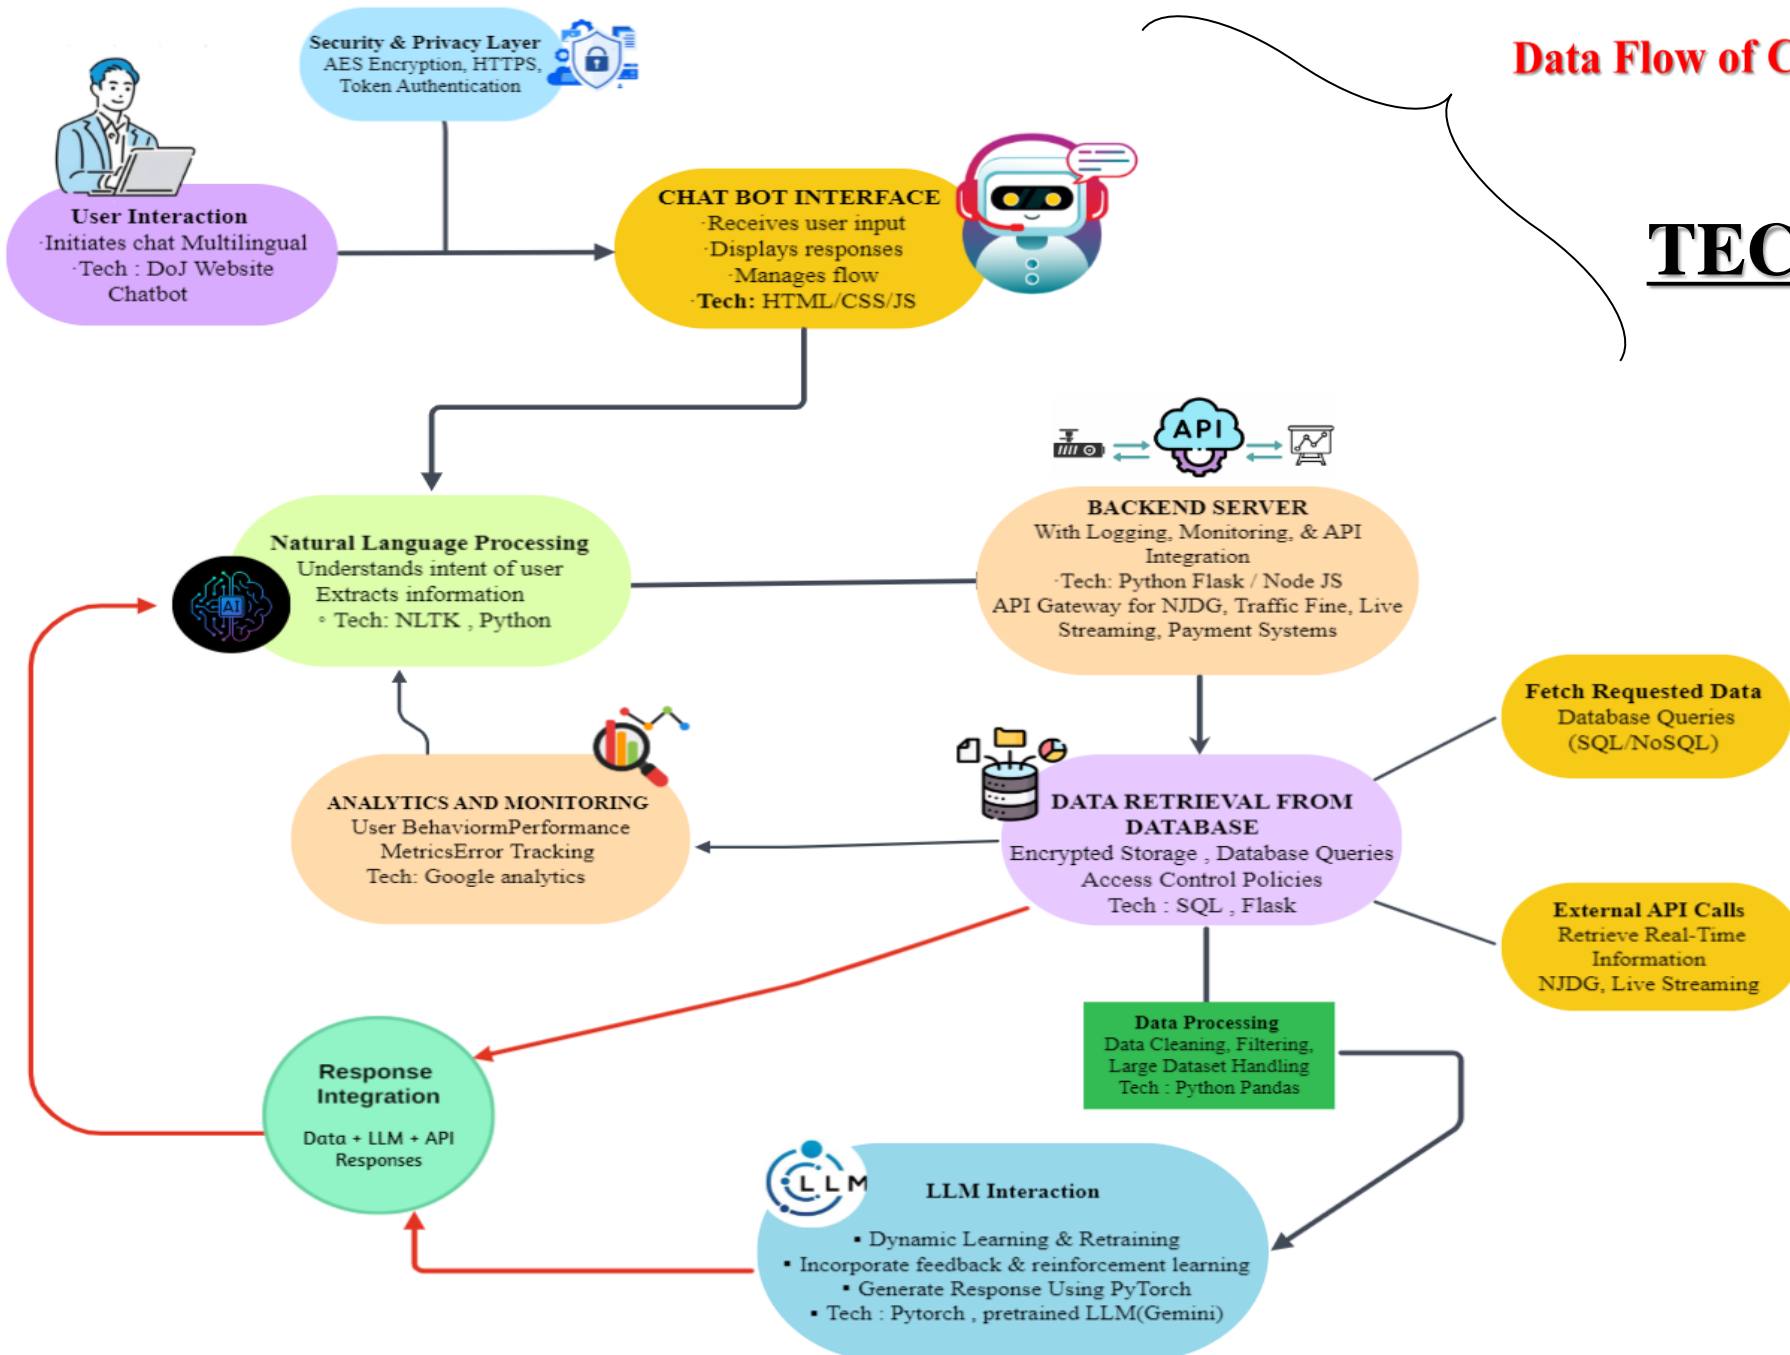 Security & Privacy Layer
AES Encryption, HTTPS,
Token Authentication
Data Flow of C
TEC
User Interaction
·Initiates chat Multilingual
·Tech : DoJ Website
Chatbot
CHAT BOT INTERFACE
·Receives user input
·Displays responses
·Manages flow
·Tech: HTML/CSS/JS
API
BACKEND SERVER
With Logging, Monitoring, & API
Integration
·Tech: Python Flask / Node JS
API Gateway for NJDG, Traffic Fine, Live
Streaming, Payment Systems
Natural Language Processing
Understands intent of user
Extracts information
◦ Tech: NLTK , Python
AI
Fetch Requested Data
Database Queries
(SQL/NoSQL)
ANALYTICS AND MONITORING
User BehaviormPerformance
MetricsError Tracking
Tech: Google analytics
DATA RETRIEVAL FROM
DATABASE
Encrypted Storage , Database Queries
Access Control Policies
Tech : SQL , Flask
External API Calls
Retrieve Real-Time
Information
NJDG, Live Streaming
Data Processing
Data Cleaning, Filtering,
Large Dataset Handling
Tech : Python Pandas
Response
Integration
Data + LLM + API
Responses
LLM
LLM Interaction
▪ Dynamic Learning & Retraining
▪ Incorporate feedback & reinforcement learning
▪ Generate Response Using PyTorch
▪ Tech : Pytorch , pretrained LLM(Gemini)